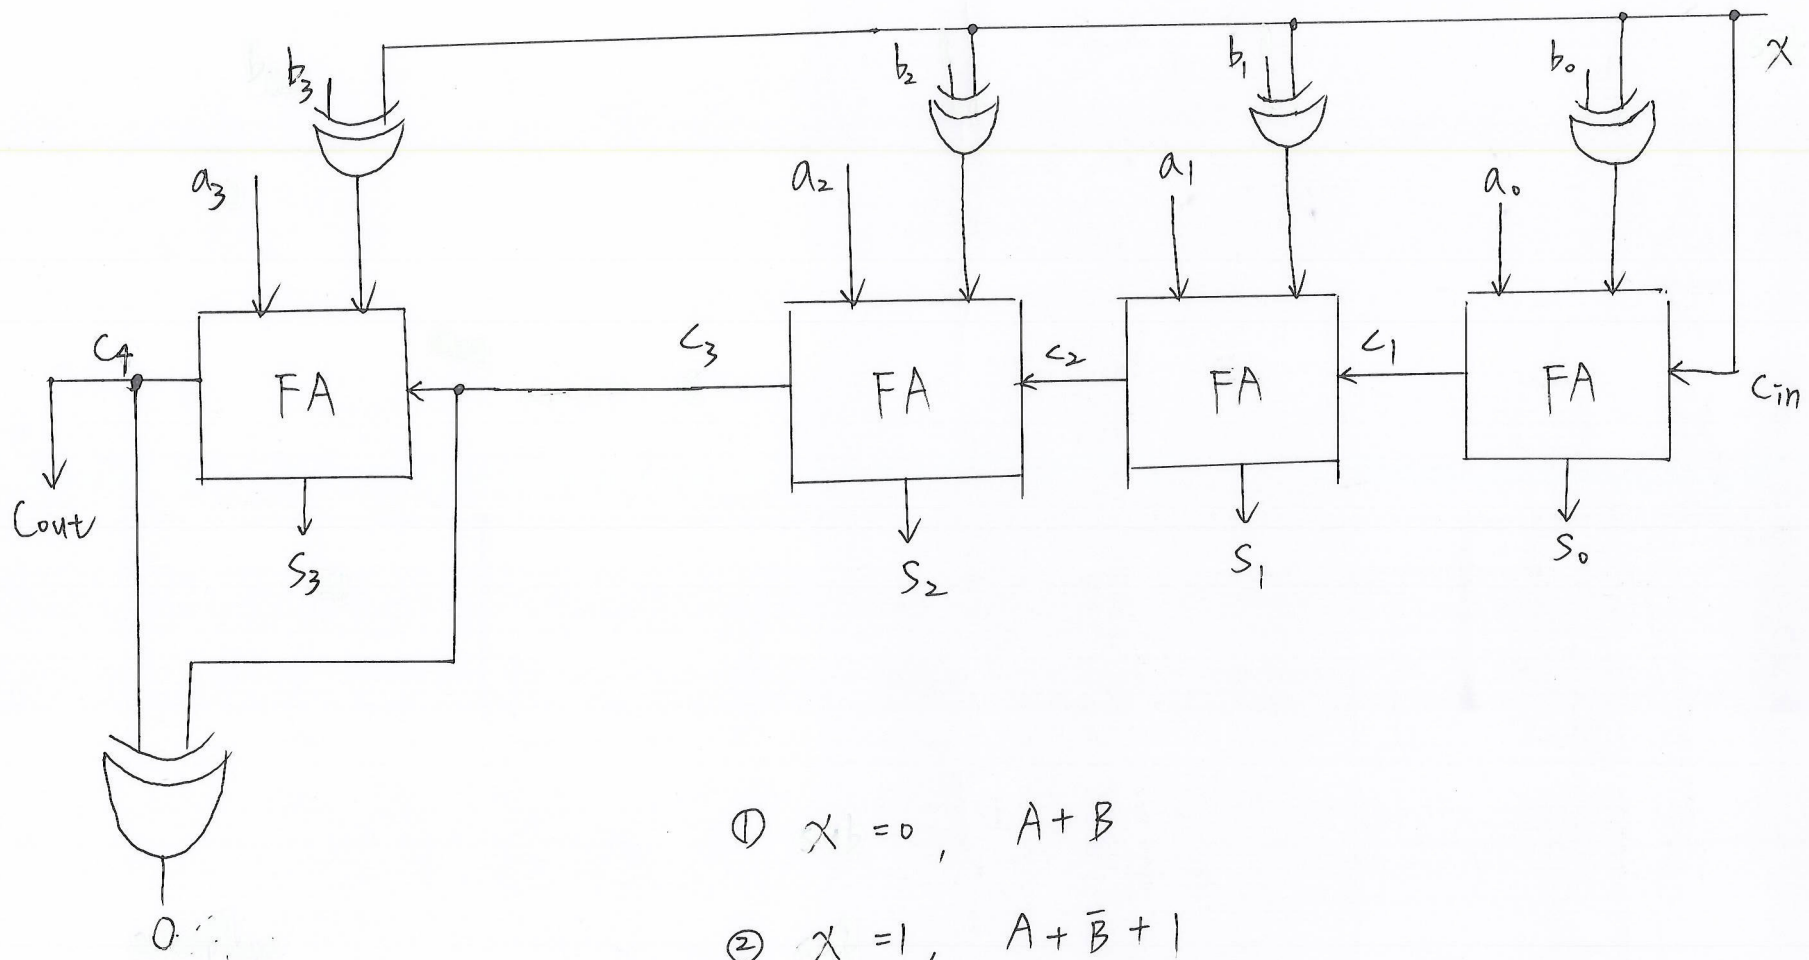 x
b₃ b₂ b₁ b₀
a₃ a₂ a₁ a₀
C₄ FA C₃ FA C₂ FA C₁ FA Cin
Cout S₃ S₂ S₁ S₀
① x = 0, A + B
O
② x = 1, A + B̄ + 1